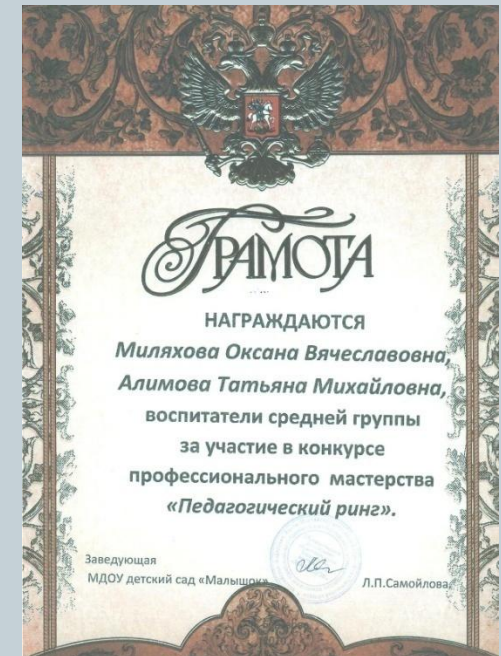 Грамота
НАГРАЖДАЮТСЯ
Миляхова Оксана Вячеславовна,
Алимова Татьяна Михайловна,
воспитатели средней группы
за участие в конкурсе
профессионального мастерства
«Педагогический ринг».
Заведующая
МДОУ детский сад «Малышок» Л.П.Самойлова